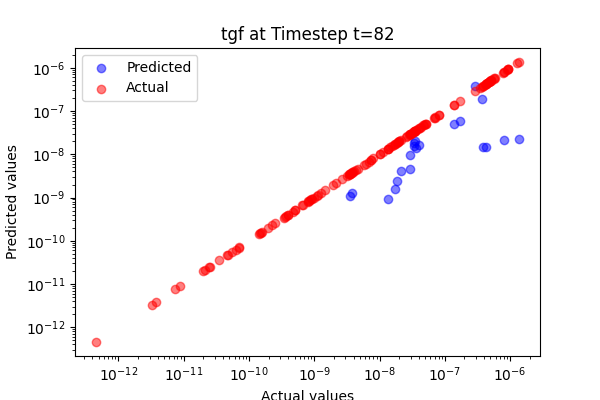 tgf at Timestep t=82
Predicted
Actual
Predicted values
10⁻⁶
10⁻⁷
10⁻⁸
10⁻⁹
10⁻¹⁰
10⁻¹¹
10⁻¹²
10⁻¹² 10⁻¹¹ 10⁻¹⁰ 10⁻⁹ 10⁻⁸ 10⁻⁷ 10⁻⁶
Actual values